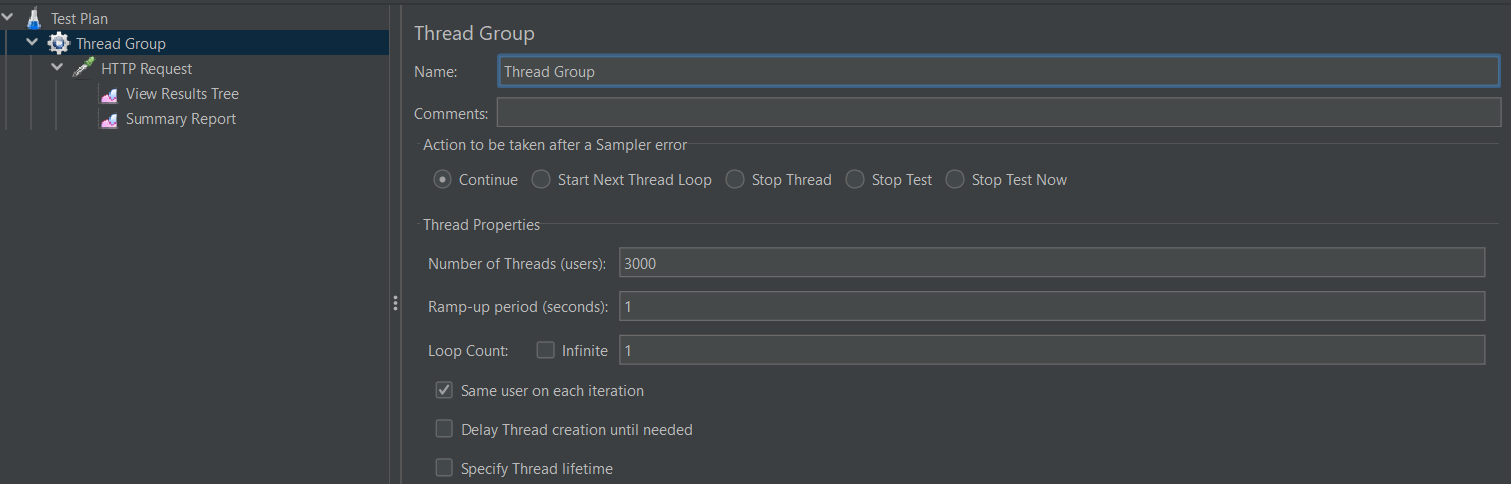 Test Plan
Thread Group
HTTP Request
View Results Tree
Summary Report
Thread Group
Name: Thread Group
Comments:
Action to be taken after a Sampler error
Continue Start Next Thread Loop Stop Thread Stop Test Stop Test Now
Thread Properties
Number of Threads (users): 3000
Ramp-up period (seconds): 1
Loop Count: Infinite 1
Same user on each iteration
Delay Thread creation until needed
Specify Thread lifetime